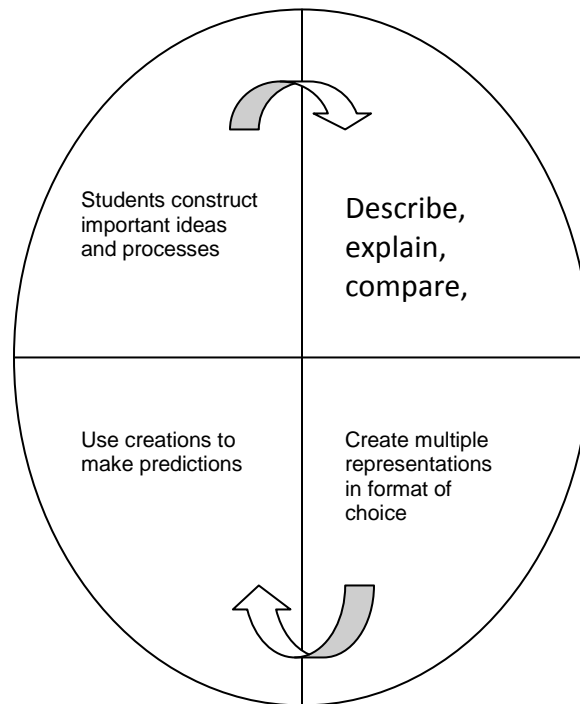 Students construct
important ideas
and processes
Describe,
explain,
compare,
Use creations to
make predictions
Create multiple
representations
in format of
choice